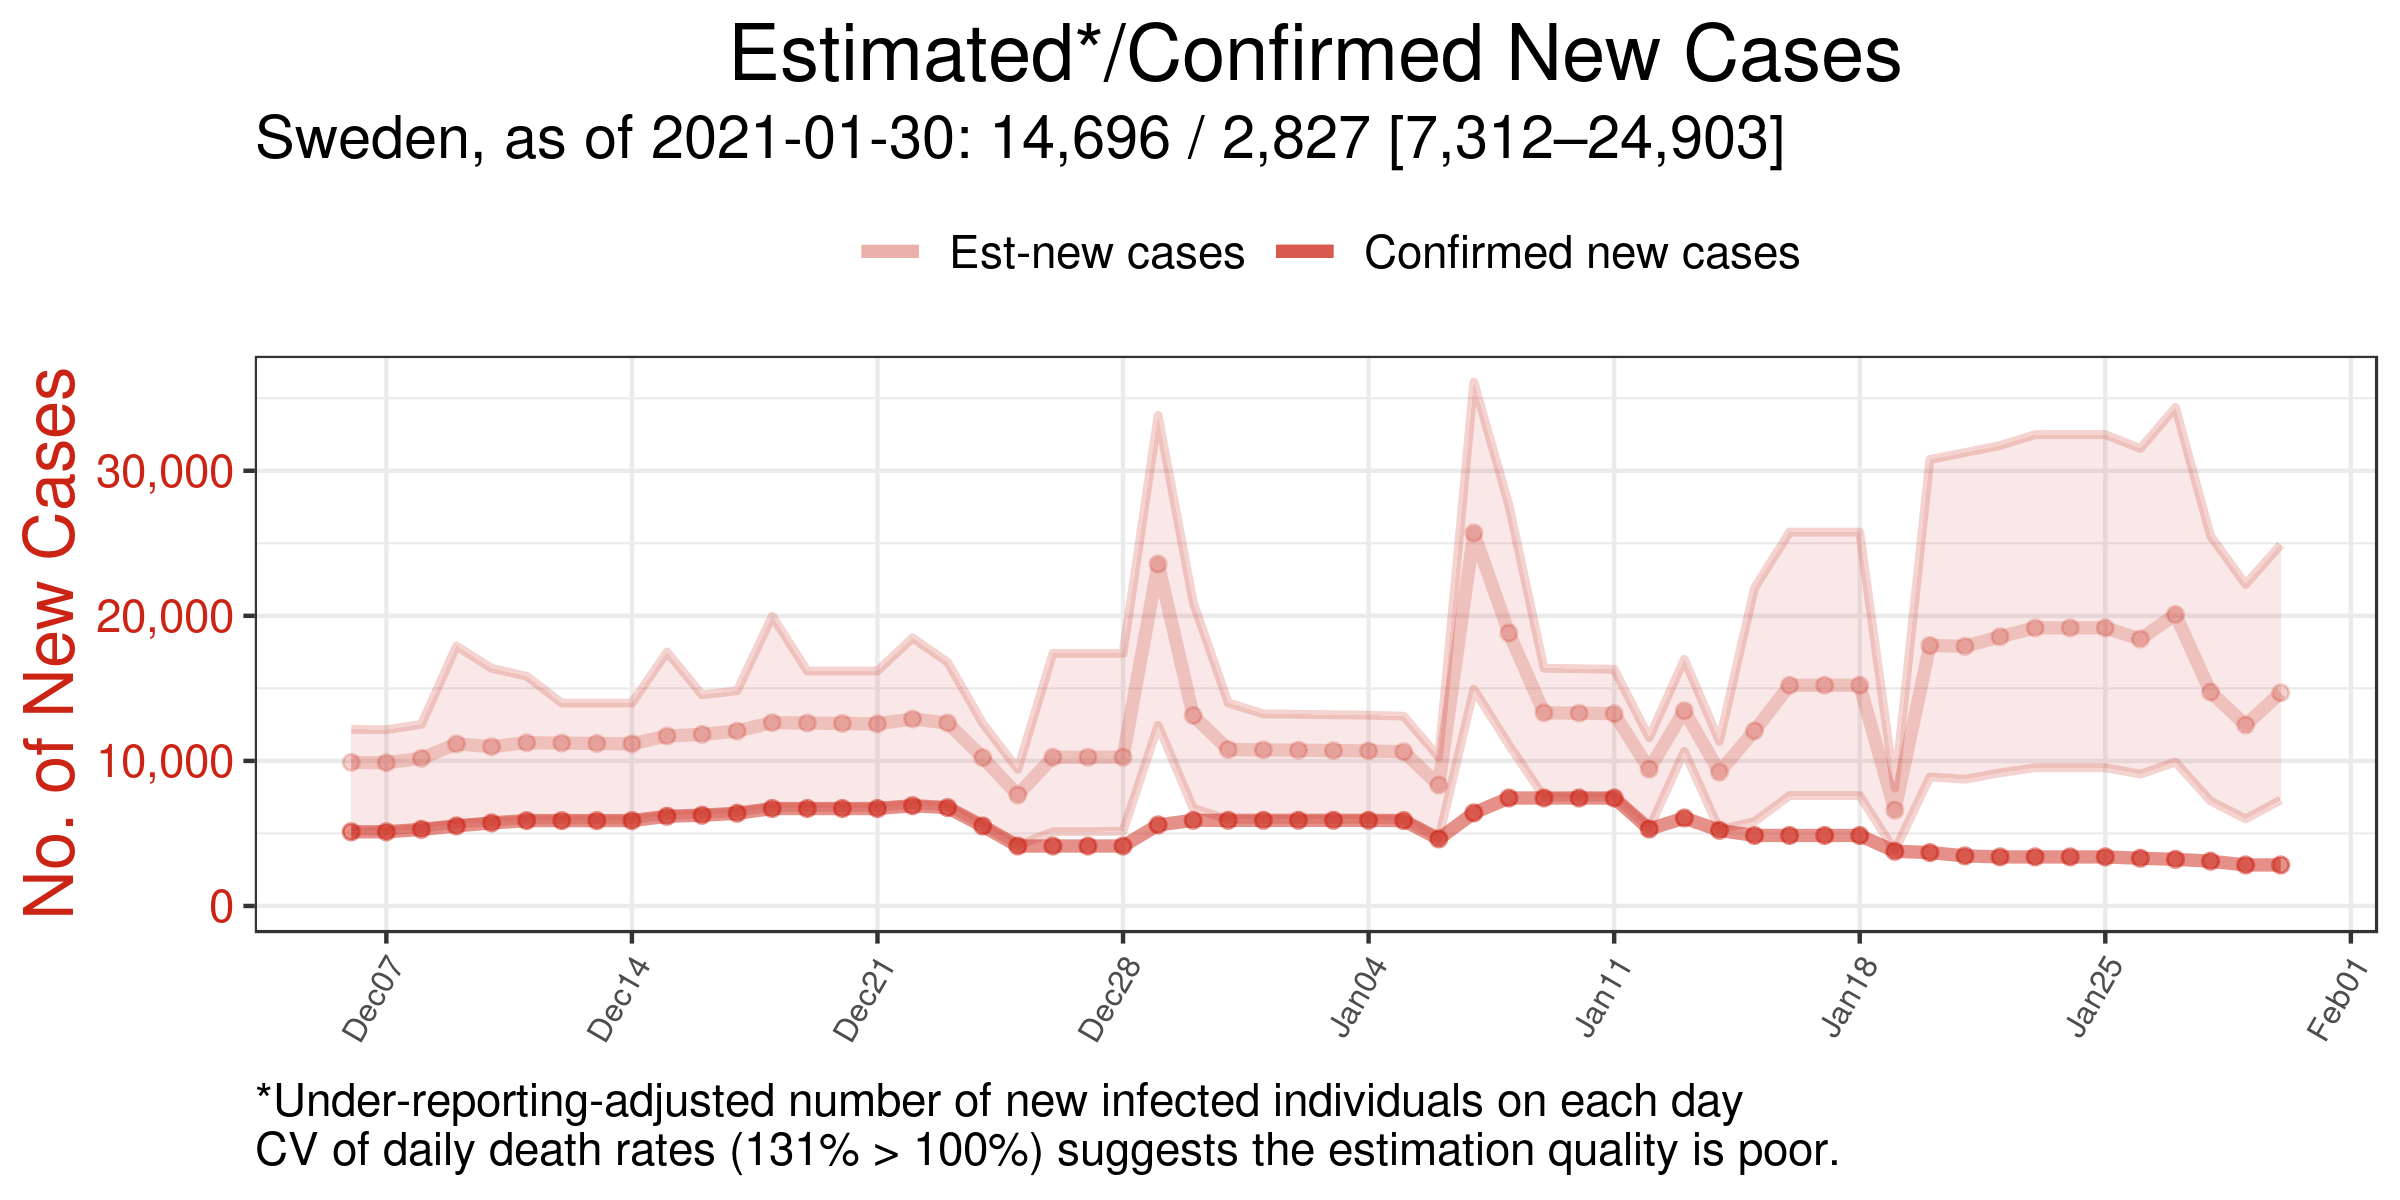 Estimated*/Confirmed New Cases
Sweden, as of 2021-01-30: 14,696 / 2,827 [7,312–24,903]
Est-new cases Confirmed new cases
No. of New Cases
30,000
20,000
10,000
0
Dec07 Dec14 Dec21 Dec28 Jan04 Jan11 Jan18 Jan25 Feb01
*Under-reporting-adjusted number of new infected individuals on each day
CV of daily death rates (131% > 100%) suggests the estimation quality is poor.